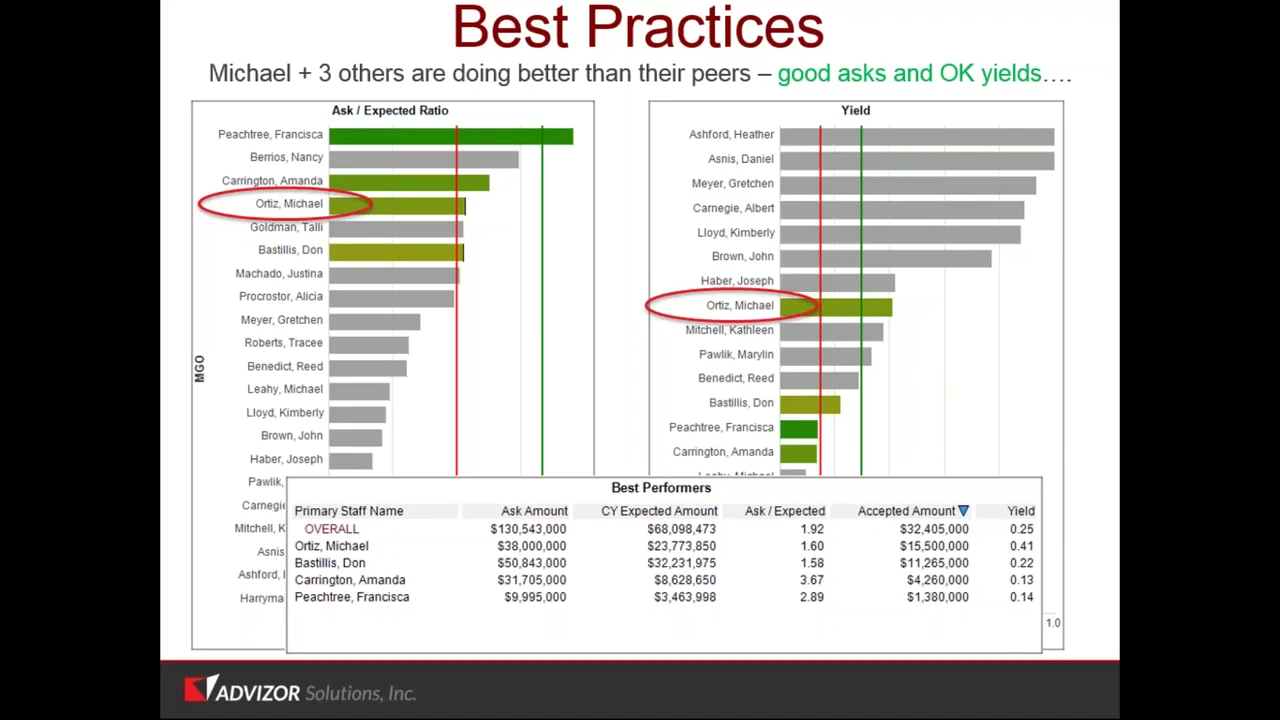 Best Practices
Michael + 3 others are doing better than their peers – good asks and OK yields….
Ask / Expected Ratio
Peachtree, Francisca
Berrios, Nancy
Carrington, Amanda
Ortiz, Michael
Goldman, Talli
Bastillis, Don
Machado, Justina
Procrostor, Alicia
Meyer, Gretchen
Roberts, Tracee
Benedict, Reed
Leahy, Michael
Lloyd, Kimberly
Brown, John
Haber, Joseph
Pawlik,
Carnegie
Mitchell, K
Asnis
Ashford,
Harryma
MGO
Yield
Ashford, Heather
Asnis, Daniel
Meyer, Gretchen
Carnegie, Albert
Lloyd, Kimberly
Brown, John
Haber, Joseph
Ortiz, Michael
Mitchell, Kathleen
Pawlik, Marylin
Benedict, Reed
Bastillis, Don
Peachtree, Francisca
Carrington, Amanda
Leahy, Michael
1.0
Best Performers
Primary Staff Name Ask Amount CY Expected Amount Ask / Expected Accepted Amount Yield
OVERALL $130,543,000 $68,098,473 1.92 $32,405,000 0.25
Ortiz, Michael $38,000,000 $23,773,850 1.60 $15,500,000 0.41
Bastillis, Don $50,843,000 $32,231,975 1.58 $11,265,000 0.22
Carrington, Amanda $31,705,000 $8,628,650 3.67 $4,260,000 0.13
Peachtree, Francisca $9,995,000 $3,463,998 2.89 $1,380,000 0.14
ADVIZOR Solutions, Inc.